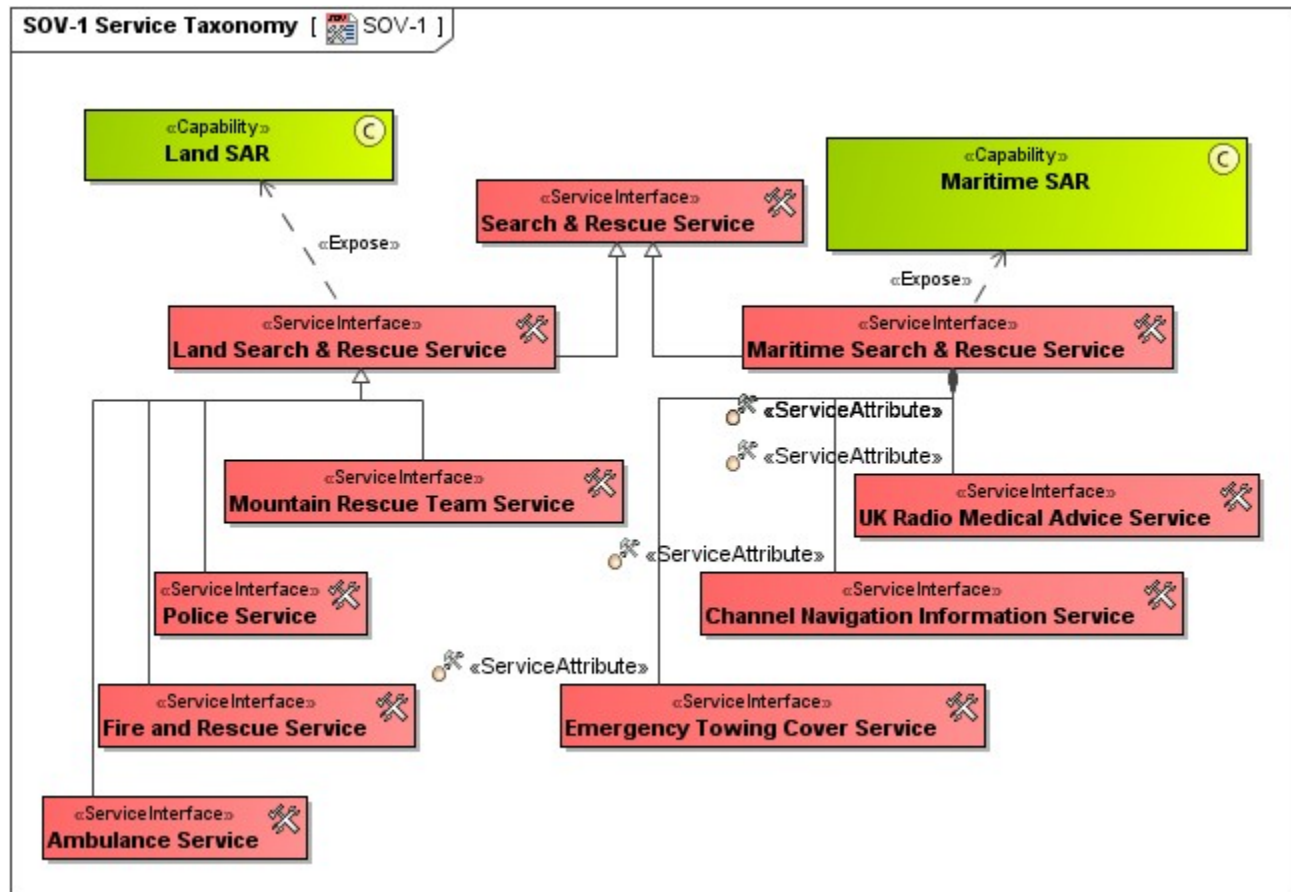 SOV-1 Service Taxonomy [ SOV-1 ]
«Capability»
Land SAR
C
«Capability»
Maritime SAR
C
«ServiceInterface»
Search & Rescue Service
«Expose»
«Expose»
«ServiceInterface»
Land Search & Rescue Service
«ServiceInterface»
Maritime Search & Rescue Service
«ServiceAttribute»
«ServiceAttribute»
«ServiceInterface»
Mountain Rescue Team Service
«ServiceInterface»
UK Radio Medical Advice Service
«ServiceAttribute»
«ServiceInterface»
Police Service
«ServiceInterface»
Channel Navigation Information Service
«ServiceAttribute»
«ServiceInterface»
Fire and Rescue Service
«ServiceInterface»
Emergency Towing Cover Service
«ServiceInterface»
Ambulance Service